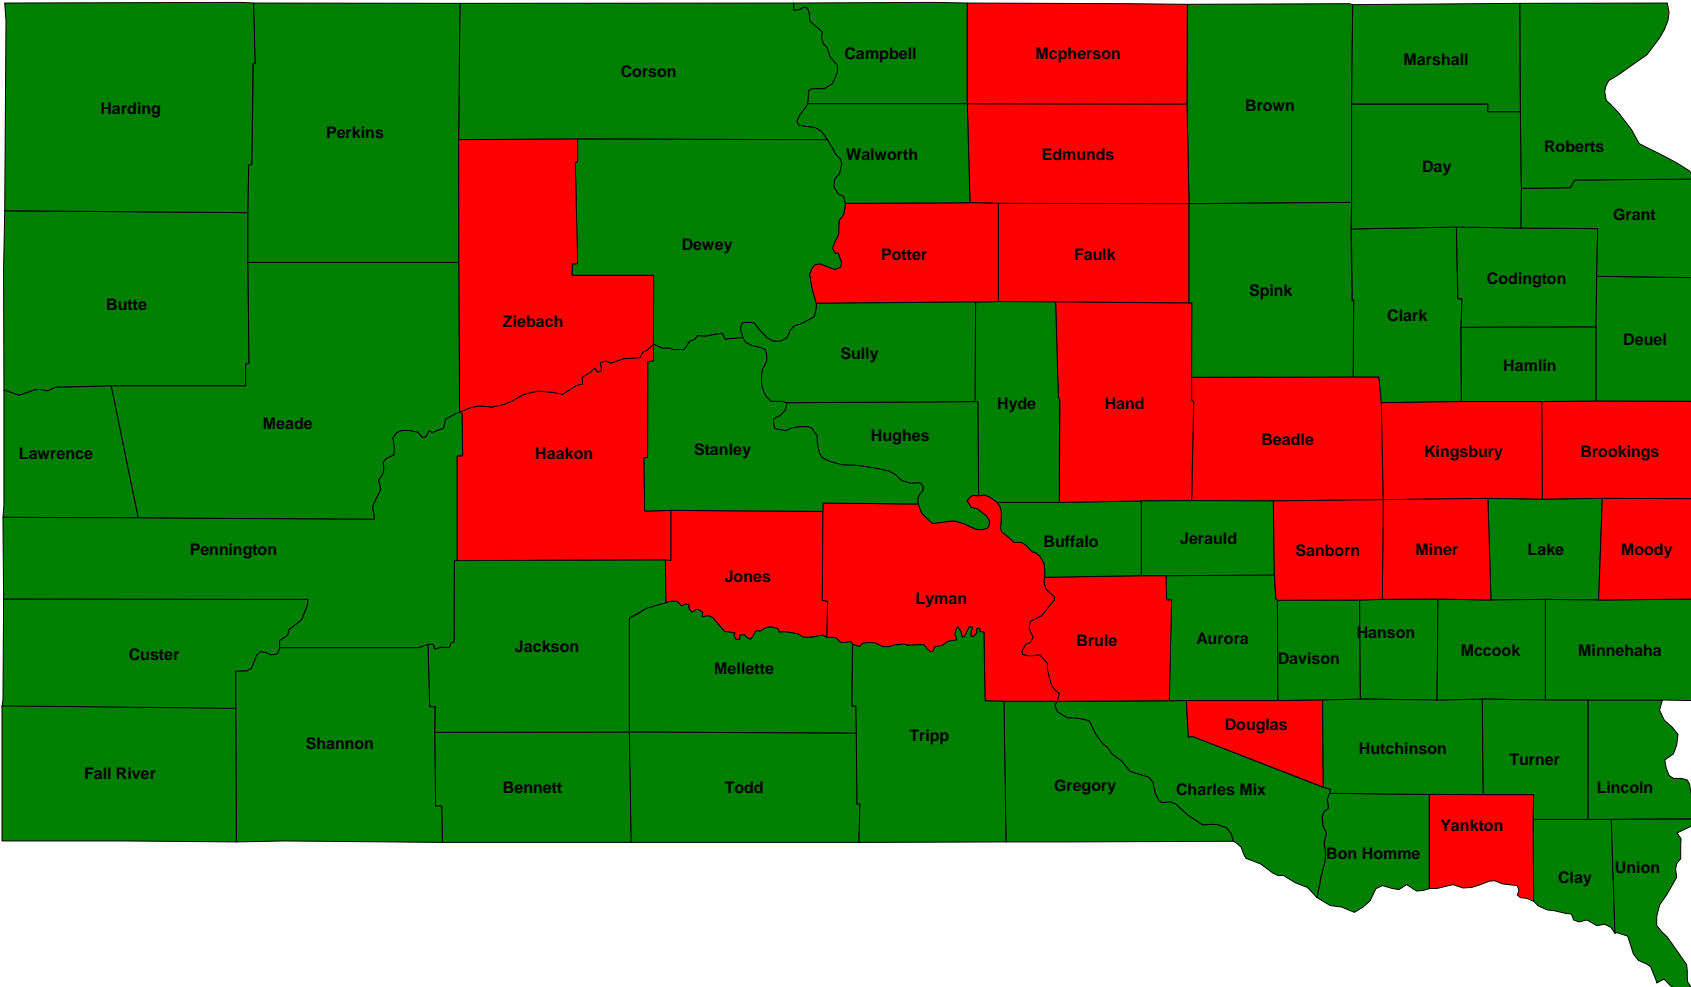 Campbell
Mcpherson
Marshall
Corson
Harding
Brown
Perkins
Roberts
Walworth
Edmunds
Day
Grant
Dewey
Potter
Faulk
Codington
Spink
Butte
Ziebach
Clark
Deuel
Sully
Hamlin
Hyde
Hand
Meade
Hughes
Beadle
Lawrence
Haakon
Stanley
Kingsbury
Brookings
Pennington
Buffalo
Jerauld
Sanborn
Miner
Lake
Moody
Jones
Lyman
Hanson
Aurora
Brule
Jackson
Custer
Mellette
Davison
Mccook
Minnehaha
Douglas
Tripp
Shannon
Hutchinson
Turner
Fall River
Bennett
Todd
Gregory
Charles Mix
Lincoln
Yankton
Bon Homme
Union
Clay